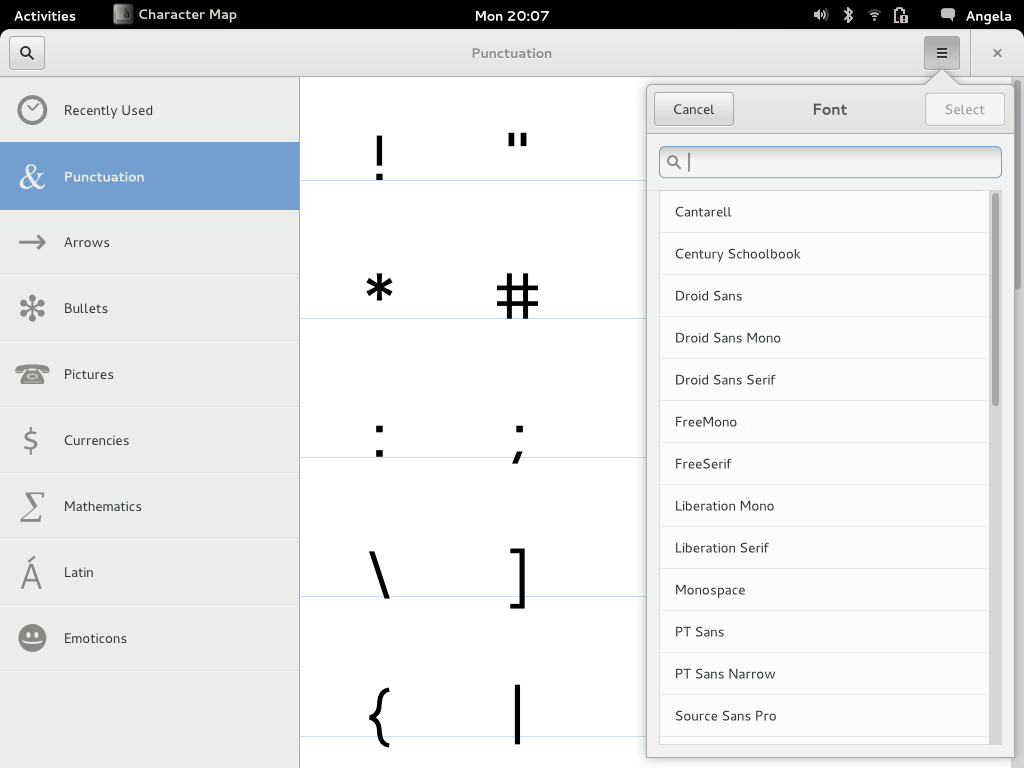 Activities Character Map Mon 20:07 Angela
Punctuation
Recently Used
Punctuation
Arrows
Bullets
Pictures
Currencies
Mathematics
Latin
Emoticons
! "
* #
: ;
\ ]
{ |
Cancel Font Select
Cantarell
Century Schoolbook
Droid Sans
Droid Sans Mono
Droid Sans Serif
FreeMono
FreeSerif
Liberation Mono
Liberation Serif
Monospace
PT Sans
PT Sans Narrow
Source Sans Pro